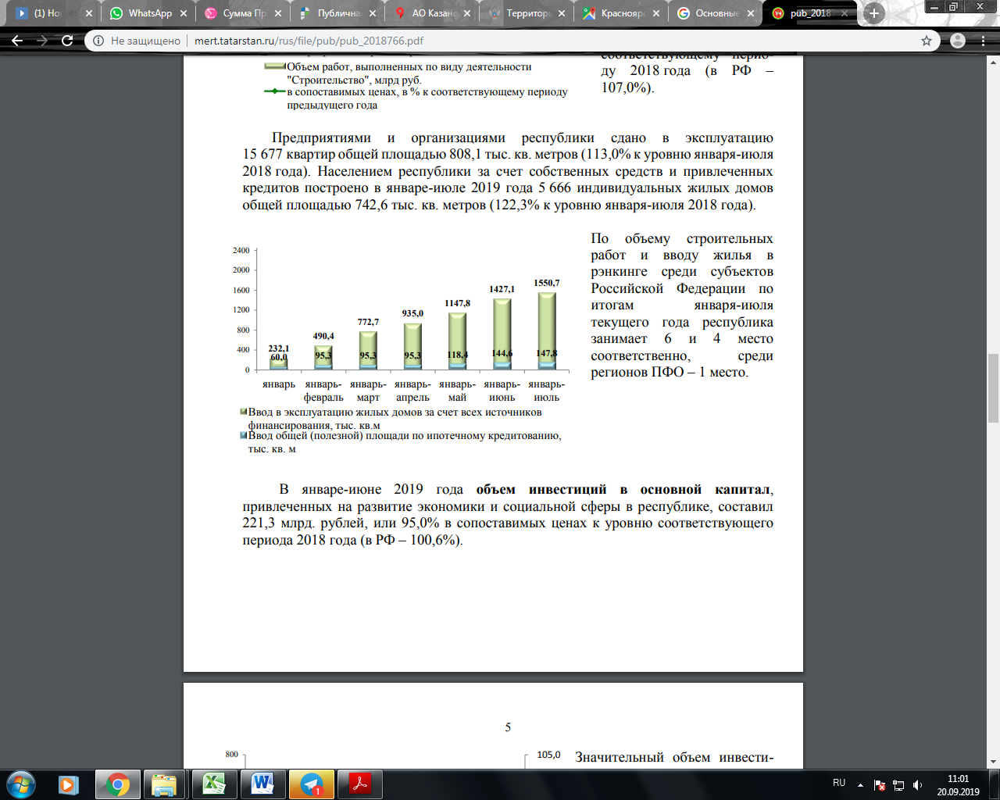 (1) Но
WhatsApp
Сумма Пр
Публична
АО Казанс
Территор
Краснояр
Основные
pub_2018
Не защищено | mert.tatarstan.ru/rus/file/pub/pub_2018766.pdf
соответствующему перио-
ду 2018 года (в РФ –
107,0%).
Объем работ, выполненных по виду деятельности
"Строительство", млрд руб.
в сопоставимых ценах, в % к соответствующему периоду
предыдущего года
Предприятиями и организациями республики сдано в эксплуатацию
15 677 квартир общей площадью 808,1 тыс. кв. метров (113,0% к уровню января-июля
2018 года). Населением республики за счет собственных средств и привлеченных
кредитов построено в январе-июле 2019 года 5 666 индивидуальных жилых домов
общей площадью 742,6 тыс. кв. метров (122,3% к уровню января-июля 2018 года).
2400
2000
1600
1200
800
400
0
232,1
490,4
772,7
935,0
1147,8
1427,1
1550,7
60,0
95,3
95,3
95,3
118,4
144,6
147,8
январь
январь-
февраль
январь-
март
январь-
апрель
январь-
май
январь-
июнь
январь-
июль
Ввод в эксплуатацию жилых домов за счет всех источников
финансирования, тыс. кв.м
Ввод общей (полезной) площади по ипотечному кредитованию,
тыс. кв. м
По объему строительных
работ и вводу жилья в
рэнкинге среди субъектов
Российской Федерации по
итогам января-июля
текущего года республика
занимает 6 и 4 место
соответственно, среди
регионов ПФО – 1 место.
В январе-июне 2019 года объем инвестиций в основной капитал,
привлеченных на развитие экономики и социальной сферы в республике, составил
221,3 млрд. рублей, или 95,0% в сопоставимых ценах к уровню соответствующего
периода 2018 года (в РФ – 100,6%).
5
800
105,0
Значительный объем инвести-
1
RU
11:01
20.09.2019